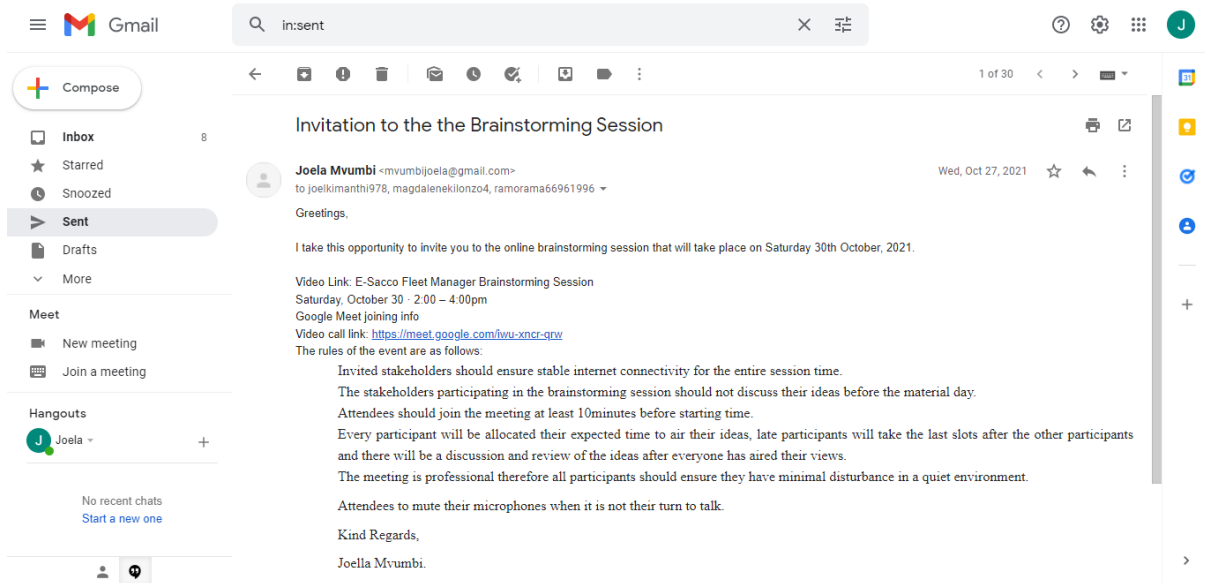 Gmail
in:sent
J
Compose
1 of 30
31
Inbox 8
Starred
Snoozed
Sent
Drafts
More
Meet
New meeting
Join a meeting
Hangouts
J Joela
No recent chats
Start a new one
Invitation to the the Brainstorming Session
Joela Mvumbi <mvumbijoela@gmail.com>
Wed, Oct 27, 2021
to joelkimanthi978, magdalenekilonzo4, ramorama66961996
Greetings,
I take this opportunity to invite you to the online brainstorming session that will take place on Saturday 30th October, 2021.
Video Link: E-Sacco Fleet Manager Brainstorming Session
Saturday, October 30 · 2:00 – 4:00pm
Google Meet joining info
Video call link: https://meet.google.com/iwu-xncr-qrw
The rules of the event are as follows:
Invited stakeholders should ensure stable internet connectivity for the entire session time.
The stakeholders participating in the brainstorming session should not discuss their ideas before the material day.
Attendees should join the meeting at least 10minutes before starting time.
Every participant will be allocated their expected time to air their ideas, late participants will take the last slots after the other participants
and there will be a discussion and review of the ideas after everyone has aired their views.
The meeting is professional therefore all participants should ensure they have minimal disturbance in a quiet environment.
Attendees to mute their microphones when it is not their turn to talk.
Kind Regards,
Joella Mvumbi.